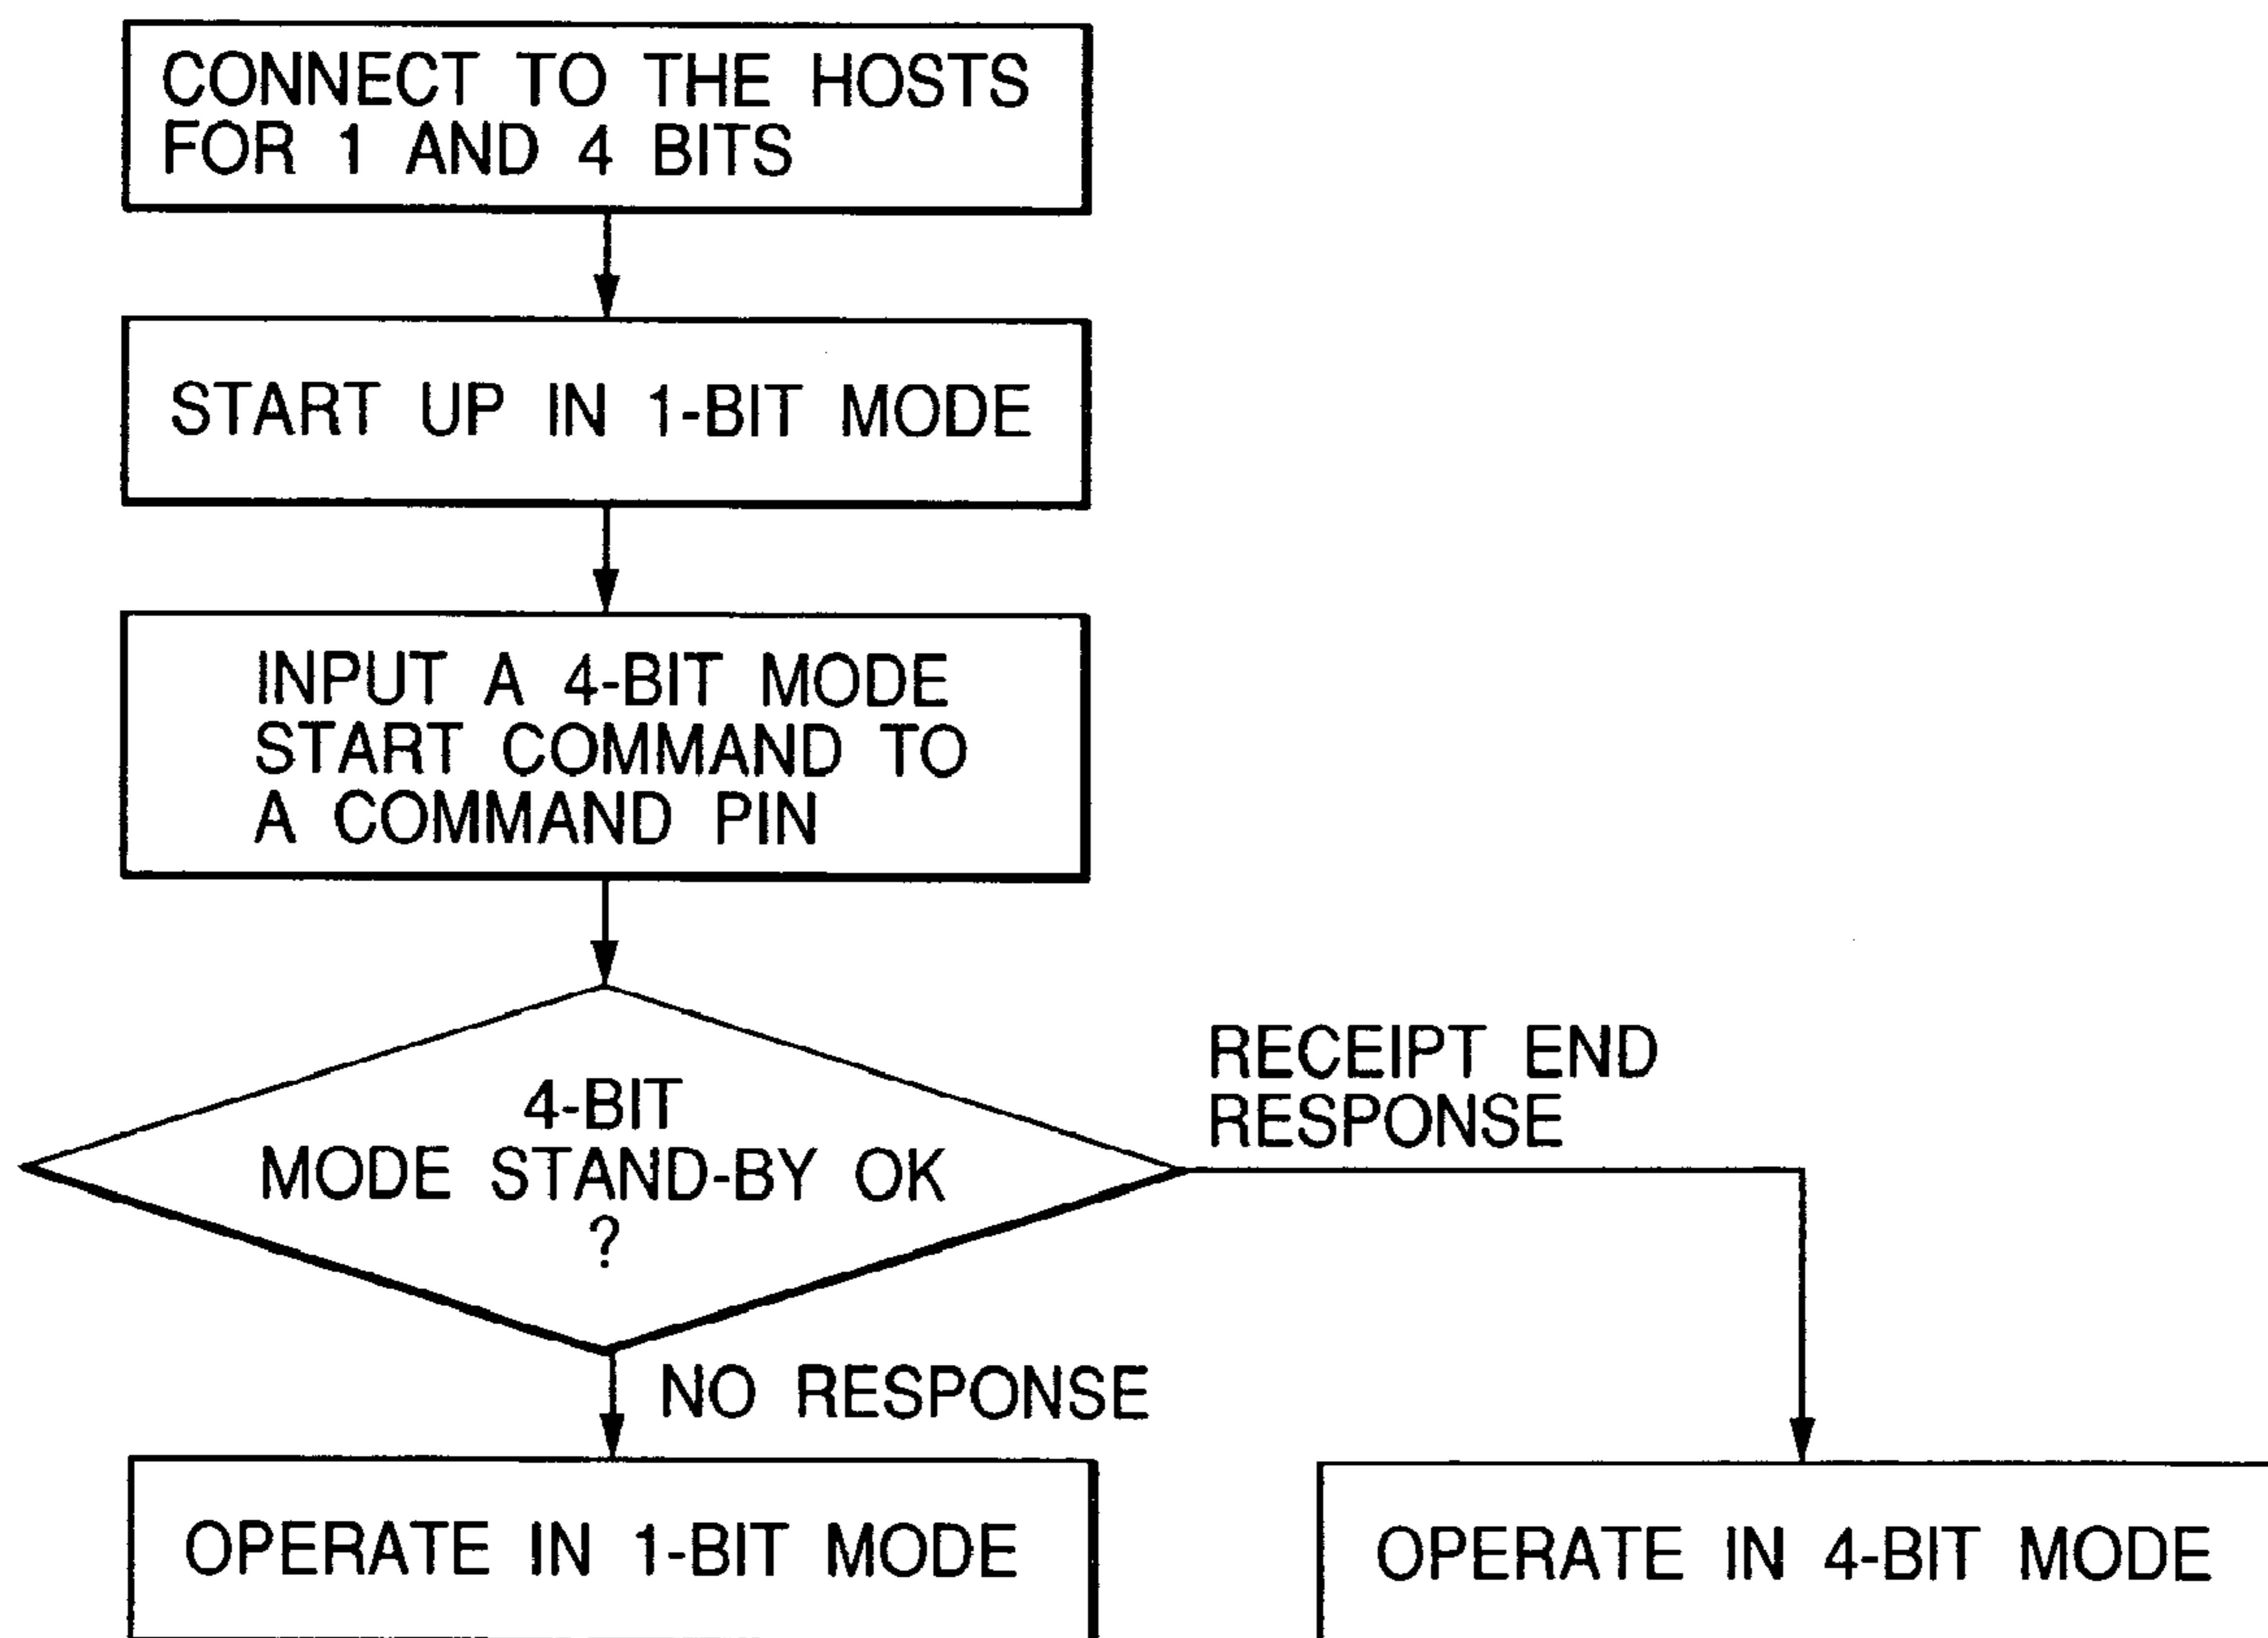 CONNECT TO THE HOSTS
FOR 1 AND 4 BITS
START UP IN 1-BIT MODE
INPUT A 4-BIT MODE
START COMMAND TO
A COMMAND PIN
4-BIT
MODE STAND-BY OK
?
RECEIPT END
RESPONSE
NO RESPONSE
OPERATE IN 1-BIT MODE
OPERATE IN 4-BIT MODE